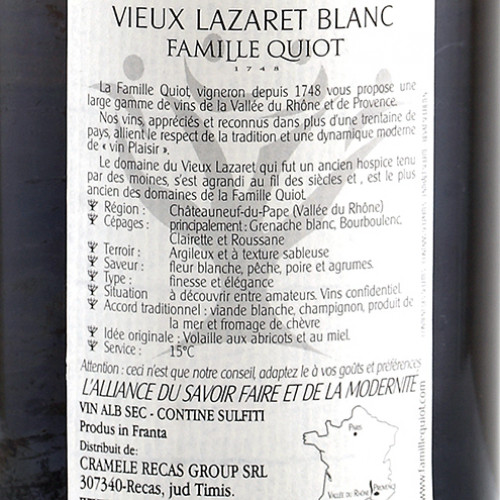 VIEUX LAZARET BLANC
FAMILLE QUIOT
1748
La Famille Quiot, vigneron depuis 1748 vous propose une
large gamme de vins de la Vallée du Rhône et de Provence.
Nos vins, appréciés et reconnus dans plus d'une trentaine de
pays, allient le respect de la tradition et une dynamique moderne
de « vin Plaisir ».
Le domaine du Vieux Lazaret qui fut un ancien hospice tenu
par des moines, s'est agrandi au fil des siècles et , est le plus
ancien des domaines de la Famille Quiot.
Région : Châteauneuf-du-Pape (Vallée du Rhône)
Cépages : principalement : Grenache blanc, Bourboulenc,
Clairette et Roussane
Terroir : Argileux et à texture sableuse
Saveur : fleur blanche, pêche, poire et agrumes.
Type : finesse et élégance
Situation à découvrir entre amateurs. Vins confidentiel.
Accord traditionnel : viande blanche, champignon, produit de
la mer et fromage de chèvre
Idée originale : Volaille aux abricots et au miel.
Service : 15°C
Attention : ceci n'est que notre conseil, adaptez le à vos goûts et préférences
L'ALLIANCE DU SAVOIR FAIRE ET DE LA MODERNITE
VIN ALB SEC - CONTINE SULFITI
Produs in Franta
Distribuit de:
CRAMELE RECAS GROUP SRL
307340-Recas, jud Timis.
Paris
Vallée du Rhône
Provence
www.famillequiot.com